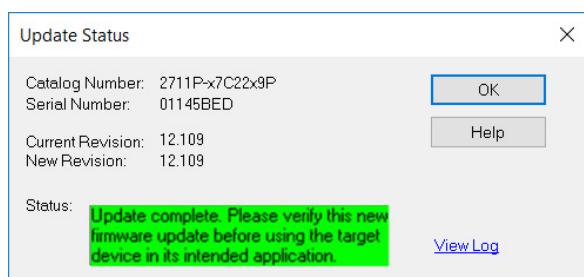 Update Status
Catalog Number: 2711P-x7C22x9P
Serial Number: 01145BED
Current Revision: 12.109
New Revision: 12.109
OK
Help
Status:
Update complete. Please verify this new
firmware update before using the target
device in its intended application.
View Log